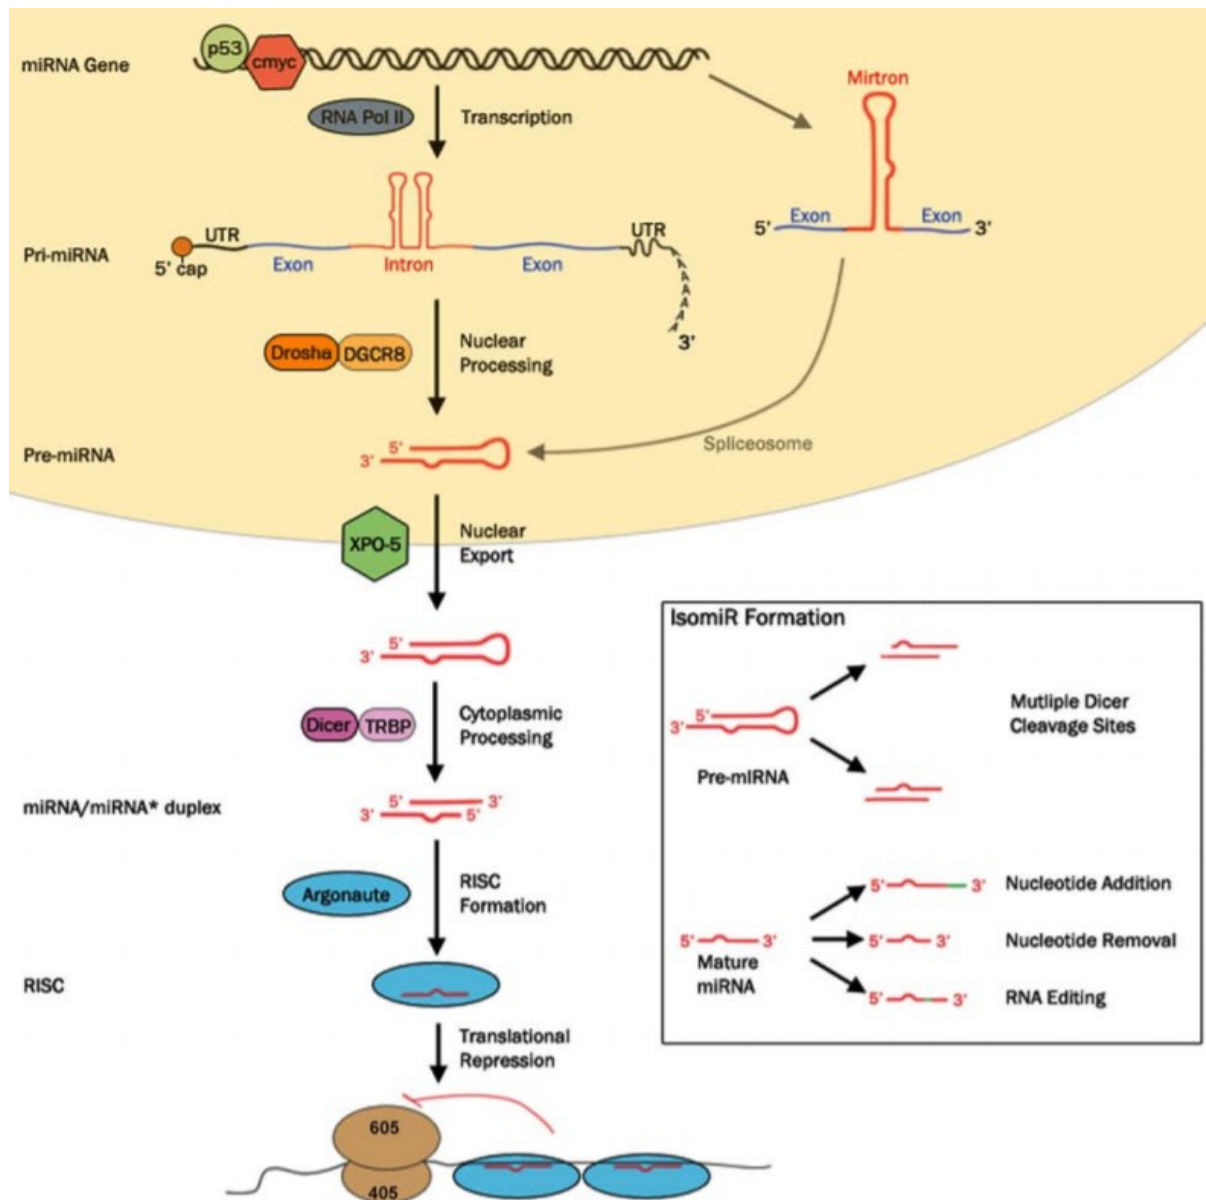 p53
cmyc
miRNA Gene
Mirtron
RNA Pol II
Transcription
5' Exon Exon 3'
UTR UTR
Pri-miRNA
5' cap
Exon Intron Exon
A
A
A
A
A
A
3'
Drosha DGCR8
Nuclear
Processing
Spliceosome
Pre-miRNA
5'
3'
XPO-5
Nuclear
Export
5'
3'
Dicer TRBP
Cytoplasmic
Processing
miRNA/miRNA* duplex
5' 3'
3' 5'
Argonaute
RISC
Formation
RISC
Translational
Repression
605
405
IsomiR Formation
5'
3'
Pre-mIRNA
Mutliple Dicer
Cleavage Sites
5' 3'
Mature
miRNA
5' 3' Nucleotide Addition
5' 3' Nucleotide Removal
5' 3' RNA Editing